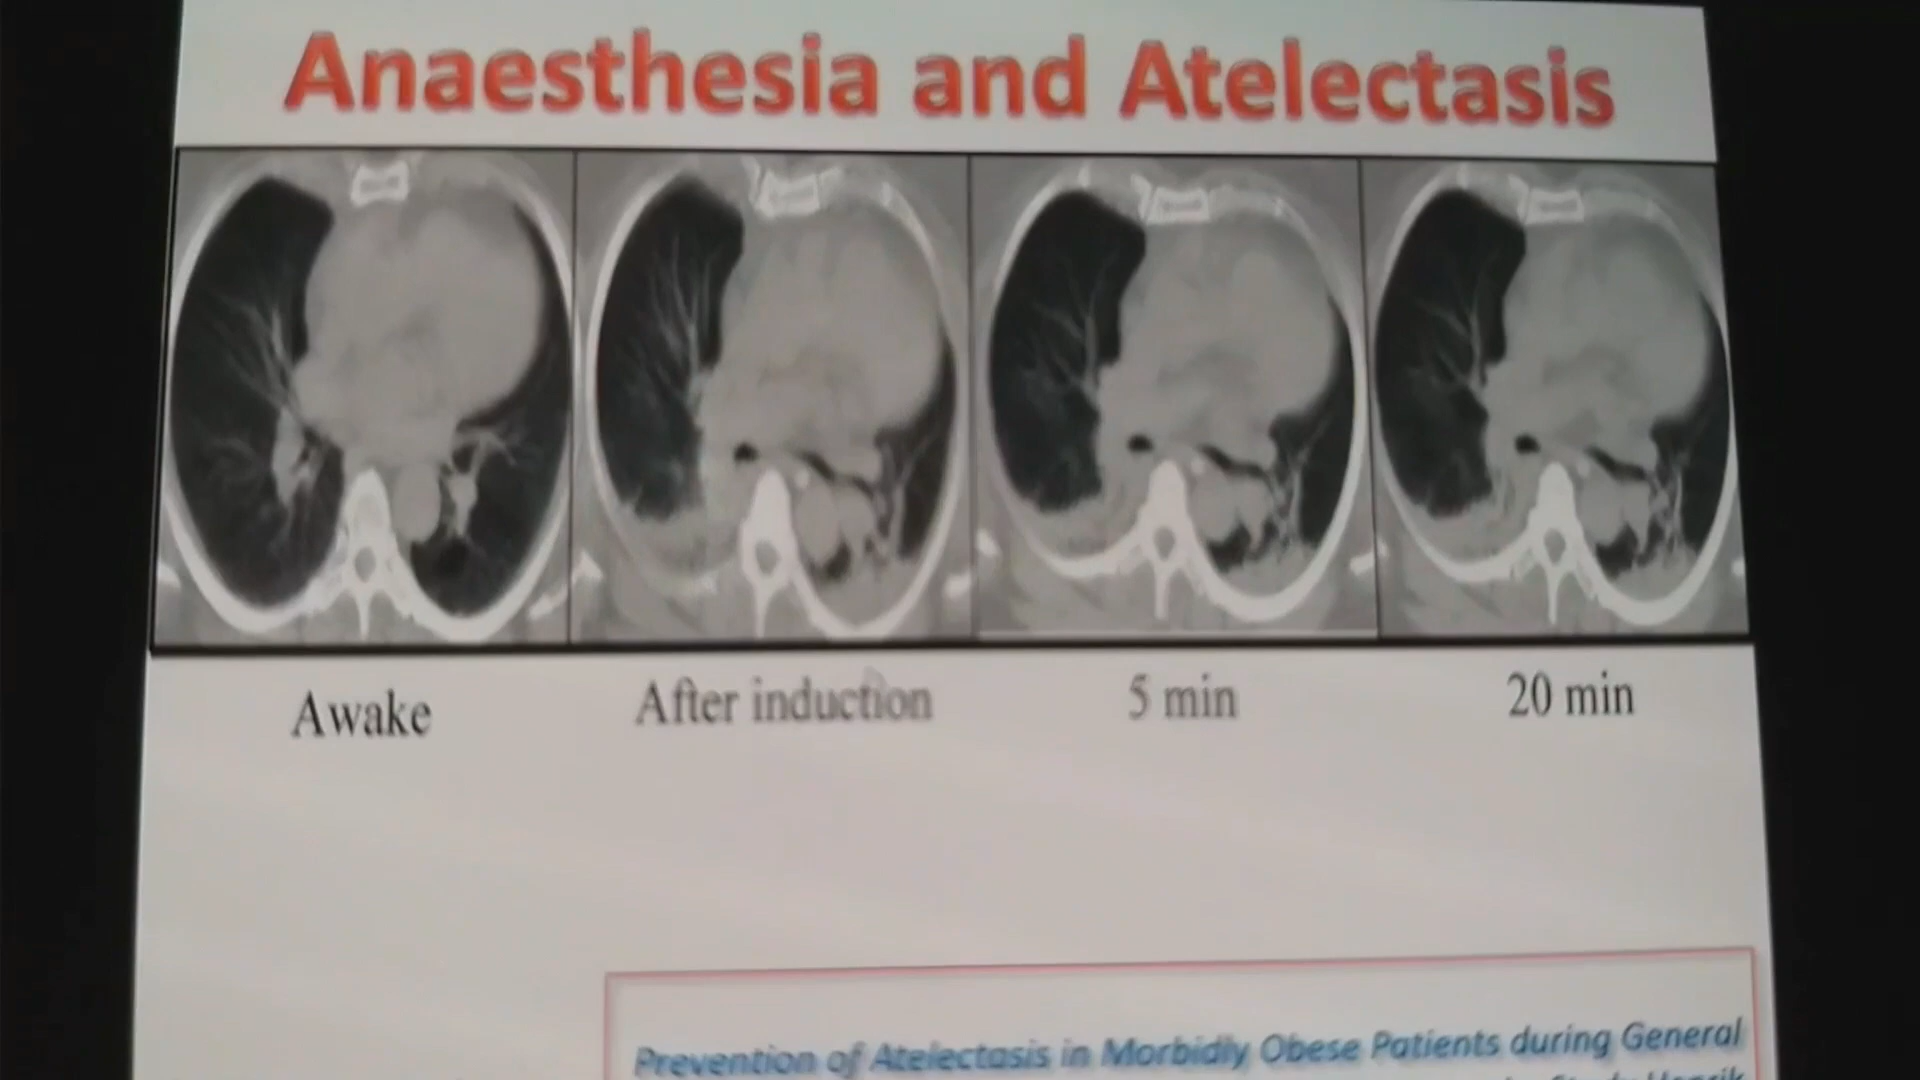 Anaesthesia and Atelectasis
Awake
After induction
5 min
20 min
Prevention of Atelectasis in Morbidly Obese Patients during General